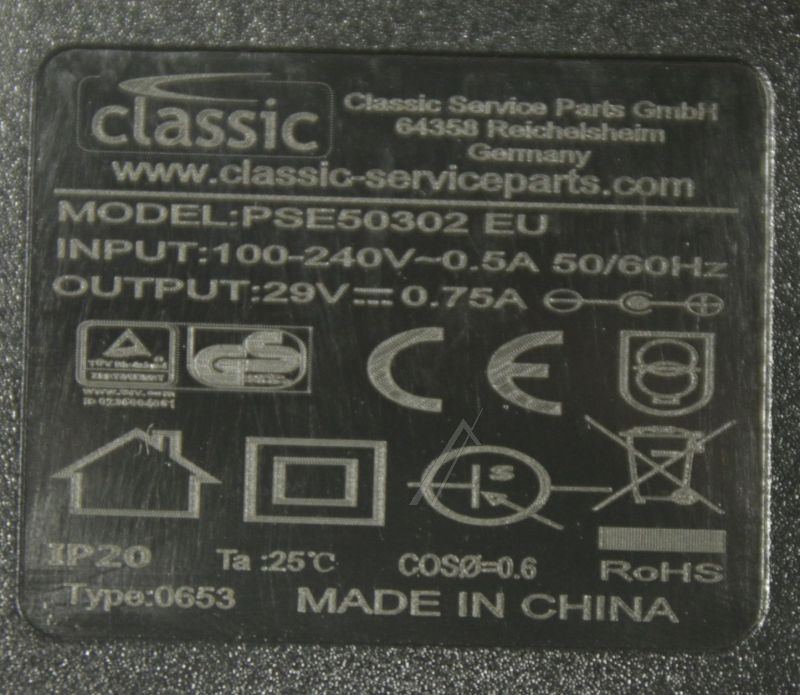 classic
Classic Service Parts GmbH
64358 Reichelsheim
Germany
www.classic-serviceparts.com
MODEL:PSE50302 EU
INPUT:100-240V~0.5A 50/60Hz
OUTPUT:29V⎓0.75A
GS
CE
S
IP20 Ta :25℃ COSØ=0.6 RoHS
Type:0653 MADE IN CHINA